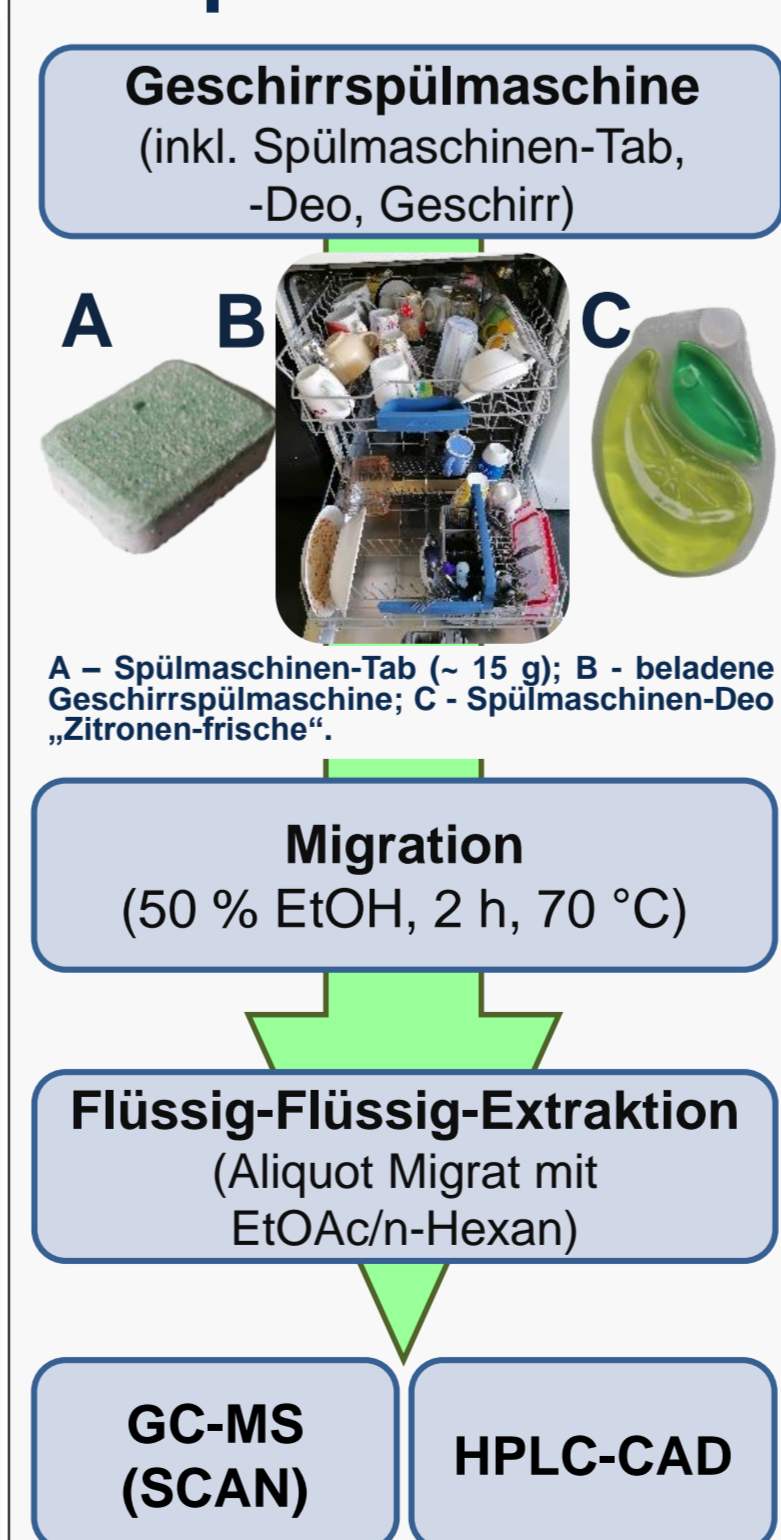 Geschirrspülmaschine
(inkl. Spülmaschinen-Tab,
-Deo, Geschirr)
A B C
A – Spülmaschinen-Tab (~ 15 g); B - beladene
Geschirrspülmaschine; C - Spülmaschinen-Deo
„Zitronen-frische“.
Migration
(50 % EtOH, 2 h, 70 °C)
Flüssig-Flüssig-Extraktion
(Aliquot Migrat mit
EtOAc/n-Hexan)
GC-MS
(SCAN)
HPLC-CAD